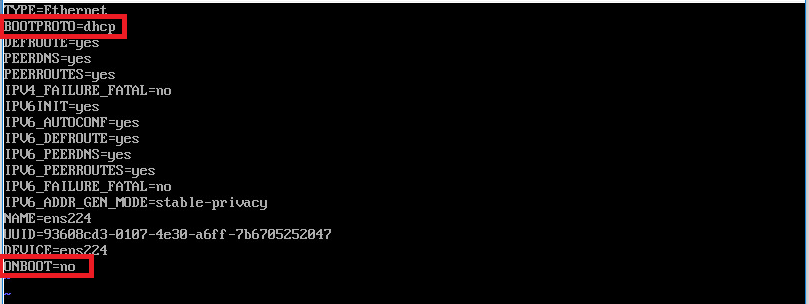 TYPE=Ethernet
BOOTPROTO=dhcp
DEFROUTE=yes
PEERDNS=yes
PEERROUTES=yes
IPV4_FAILURE_FATAL=no
IPV6INIT=yes
IPV6_AUTOCONF=yes
IPV6_DEFROUTE=yes
IPV6_PEERDNS=yes
IPV6_PEERROUTES=yes
IPV6_FAILURE_FATAL=no
IPV6_ADDR_GEN_MODE=stable-privacy
NAME=ens224
UUID=93608cd3-0107-4e30-a6ff-7b6705252047
DEVICE=ens224
ONBOOT=no
~
~